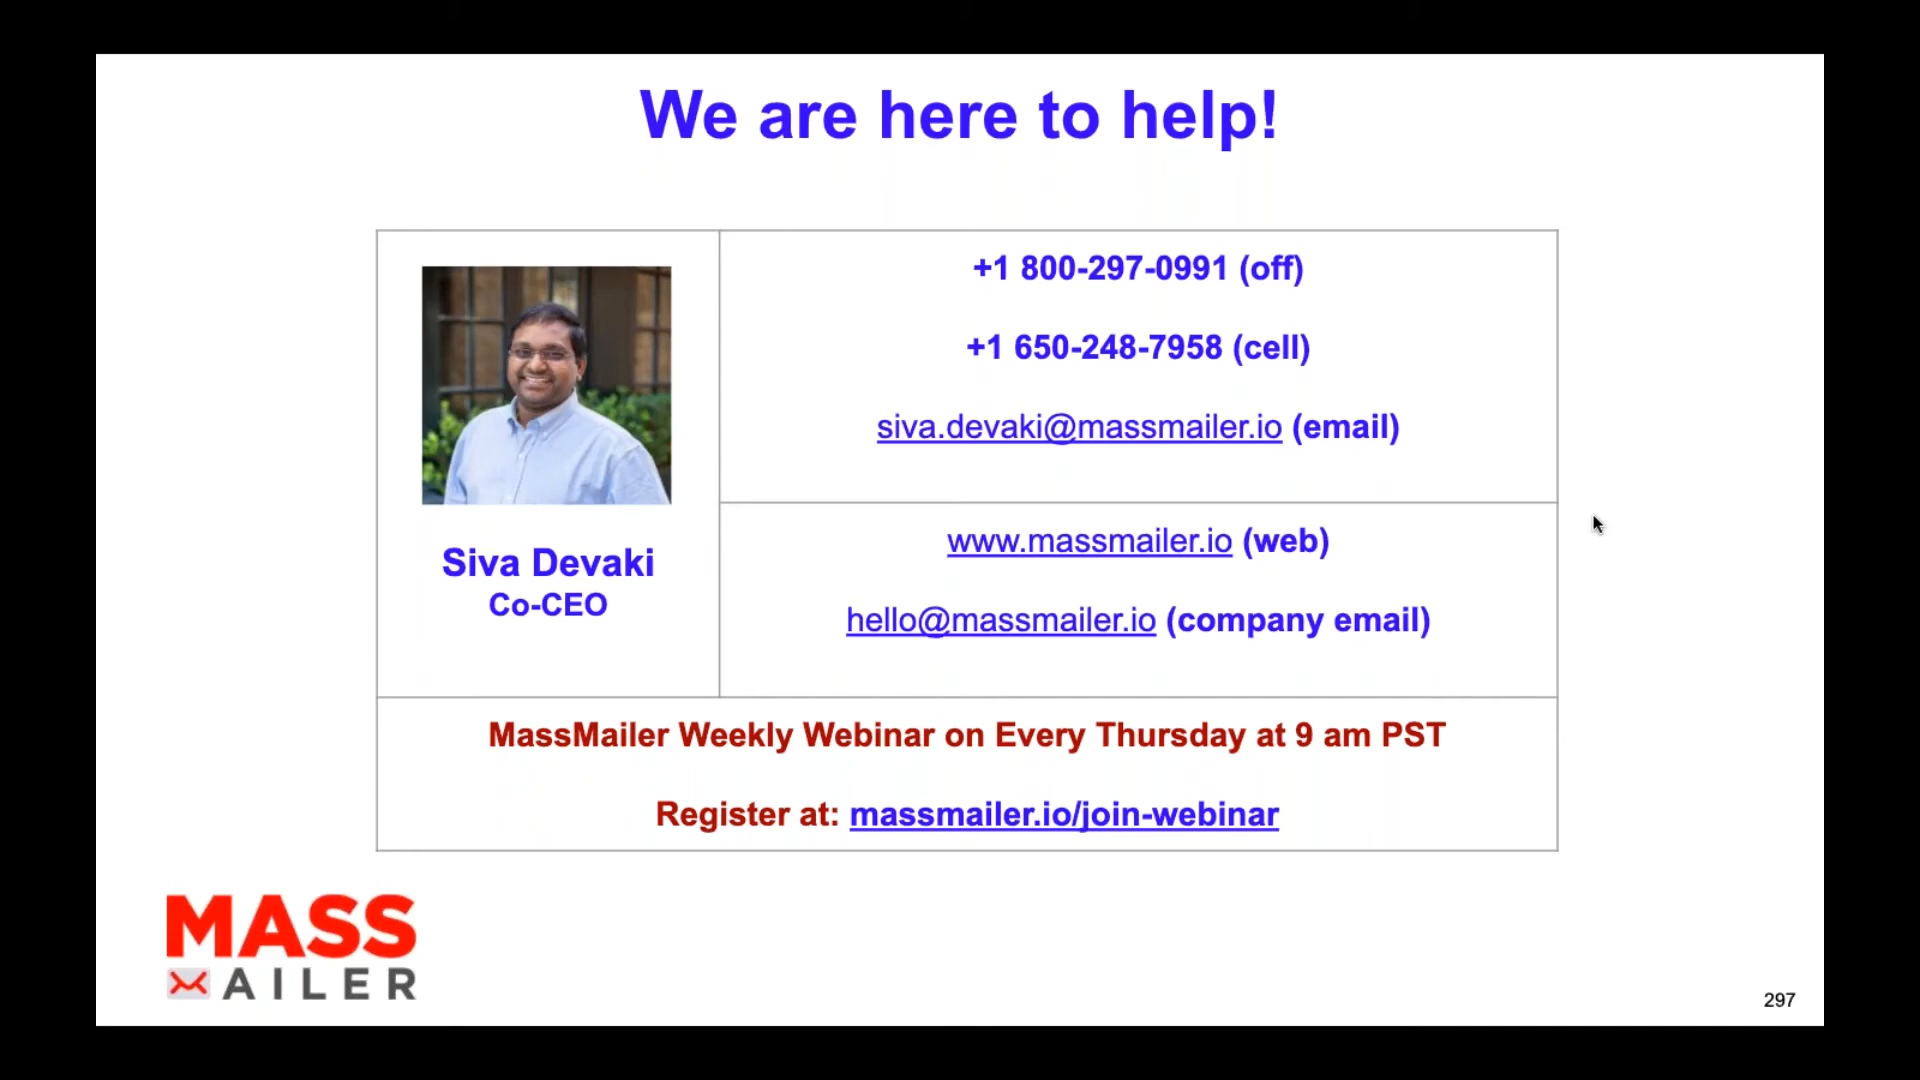 We are here to help!
+1 800-297-0991 (off)
+1 650-248-7958 (cell)
siva.devaki@massmailer.io (email)
Siva Devaki
Co-CEO
www.massmailer.io (web)
hello@massmailer.io (company email)
MassMailer Weekly Webinar on Every Thursday at 9 am PST
Register at: massmailer.io/join-webinar
MASS
AILER
297